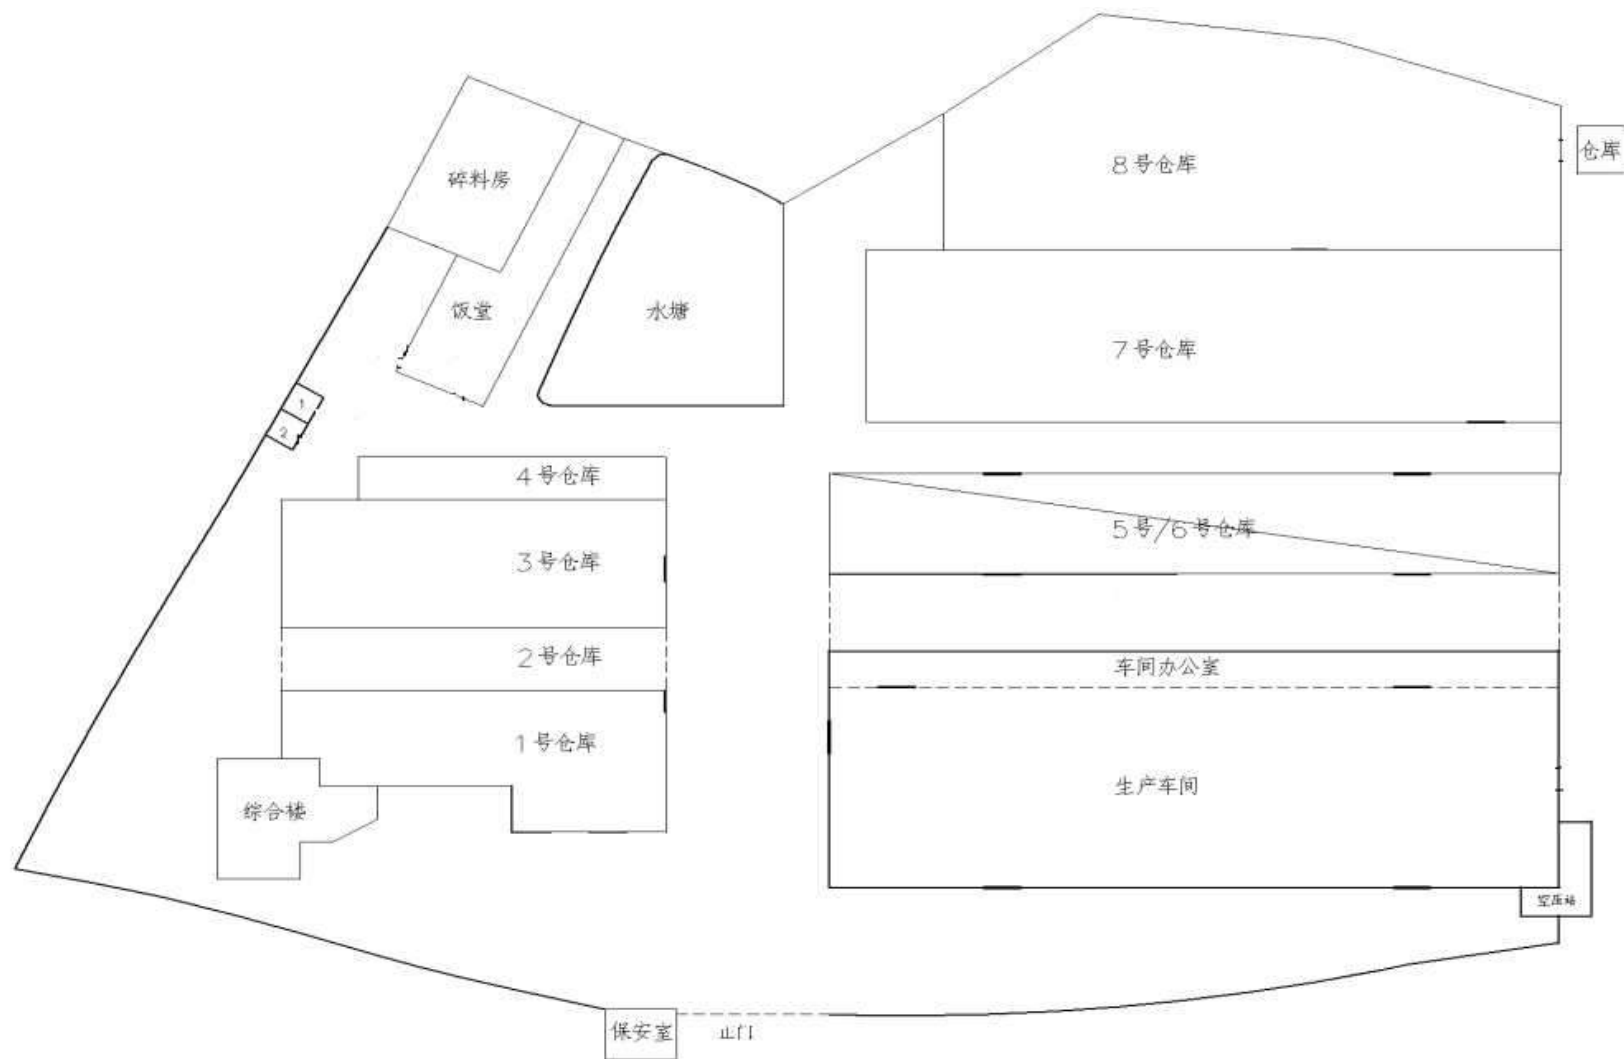 8号仓库
仓库
碎料房
饭堂
水塘
7号仓库
1
2
4号仓库
3号仓库
5号/6号仓库
2号仓库
车间办公室
1号仓库
生产车间
综合楼
空压站
保安室
正门